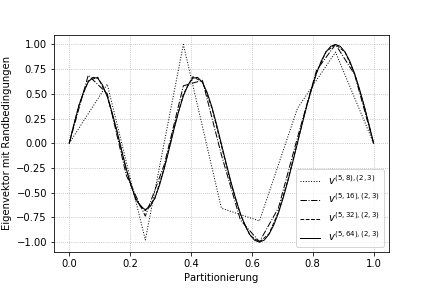 Eigenvektor mit Randbedingungen
1.00
0.75
0.50
0.25
0.00
−0.25
−0.50
−0.75
−1.00
v(5, 8), (2, 3)
v(5, 16), (2, 3)
v(5, 32), (2, 3)
v(5, 64), (2, 3)
0.0 0.2 0.4 0.6 0.8 1.0
Partitionierung